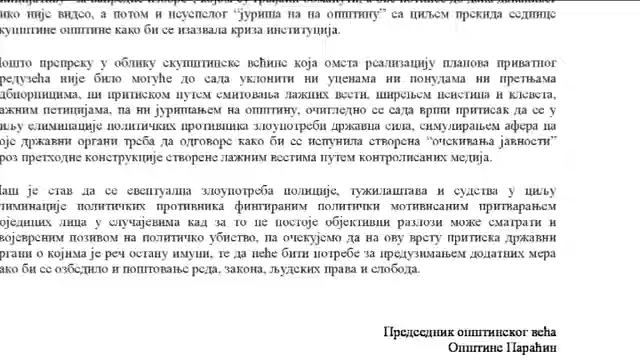 нико није видео, а потом и неуспелог “јуриша на на општину” са циљем прекида седнице
скупштине општине како би се изазвала криза институција.
Пошто препреку у облику скупштинске већине која омета реализацију планова приватног
предузећа није било могуће до сада уклонити ни уценама ни понудама ни претњама
одборницима, ни притиском путем емитовања лажних вести, ширењем неистина и клевета,
лажним петицијама, па ни јуришањем на општину, очигледно се сада врши притисак да се у
циљу елиминације политичких противника злоупотреби државна сила, симулирањем афера на
које државни органи треба да одговоре како би се испунила створена “очекивања јавности”
кроз претходне конструкције створене лажним вестима путем контролисаних медија.
Наш је став да се евентуална злоупотреба полиције, тужилаштава и судства у циљу
елиминације политичких противника фингираним политички мотивисаним притварањем
појединих лица у случајевима кад за то не постоје објективни разлози може сматрати и
својеврсним позивом на политичко убиство, па очекујемо да на ову врсту притиска државни
органи о којима је реч остану имуни, те да неће бити потребе за предузимањем додатних мера
како би се озбедило и поштовање реда, закона, људских права и слобода.
Председник општинског већа
Општине Параћин